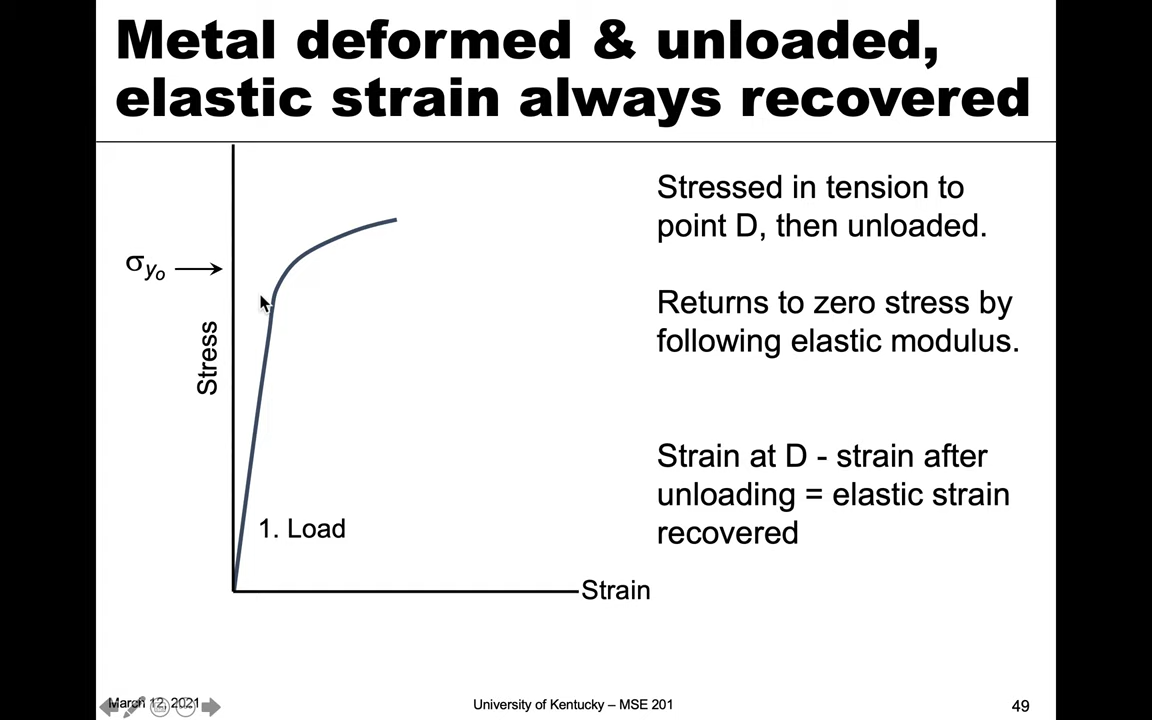 Metal deformed & unloaded,
elastic strain always recovered
Stressed in tension to
point D, then unloaded.
σyo
Returns to zero stress by
following elastic modulus.
Stress
Strain at D - strain after
unloading = elastic strain
recovered
1. Load
Strain
March 12, 2021
University of Kentucky – MSE 201
49